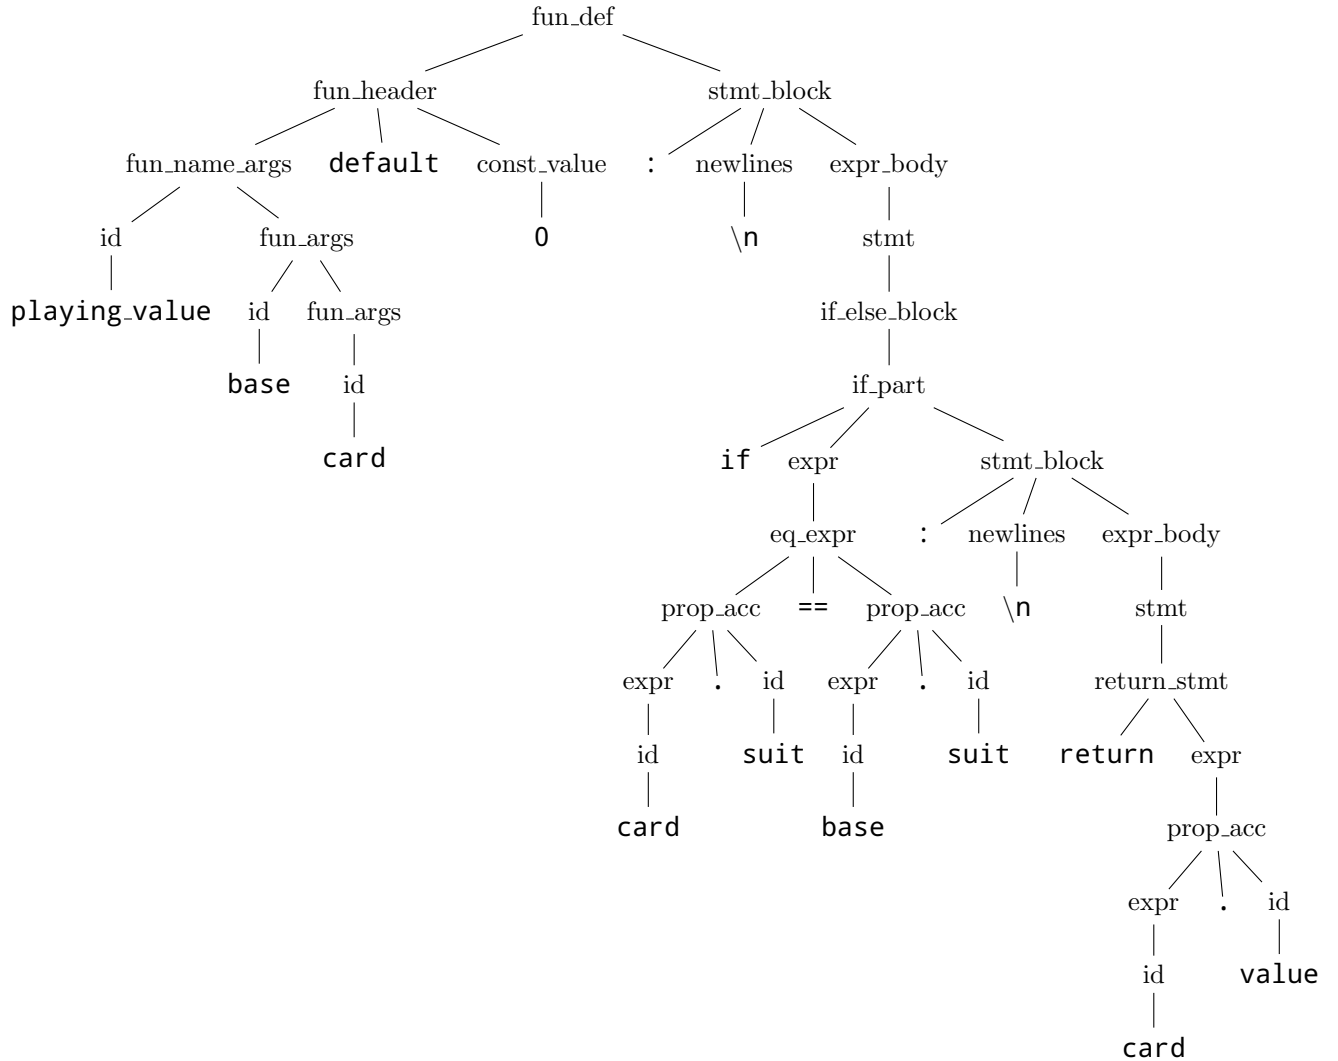 fun_def
fun_header stmt_block
fun_name_args default const_value : newlines expr_body
id fun_args 0 \n stmt
playing_value id fun_args if_else_block
base id if_part
card if expr stmt_block
eq_expr : newlines expr_body
prop_acc == prop_acc \n stmt
expr . id expr . id return_stmt
id suit id suit return expr
card base prop_acc
expr . id
id value
card